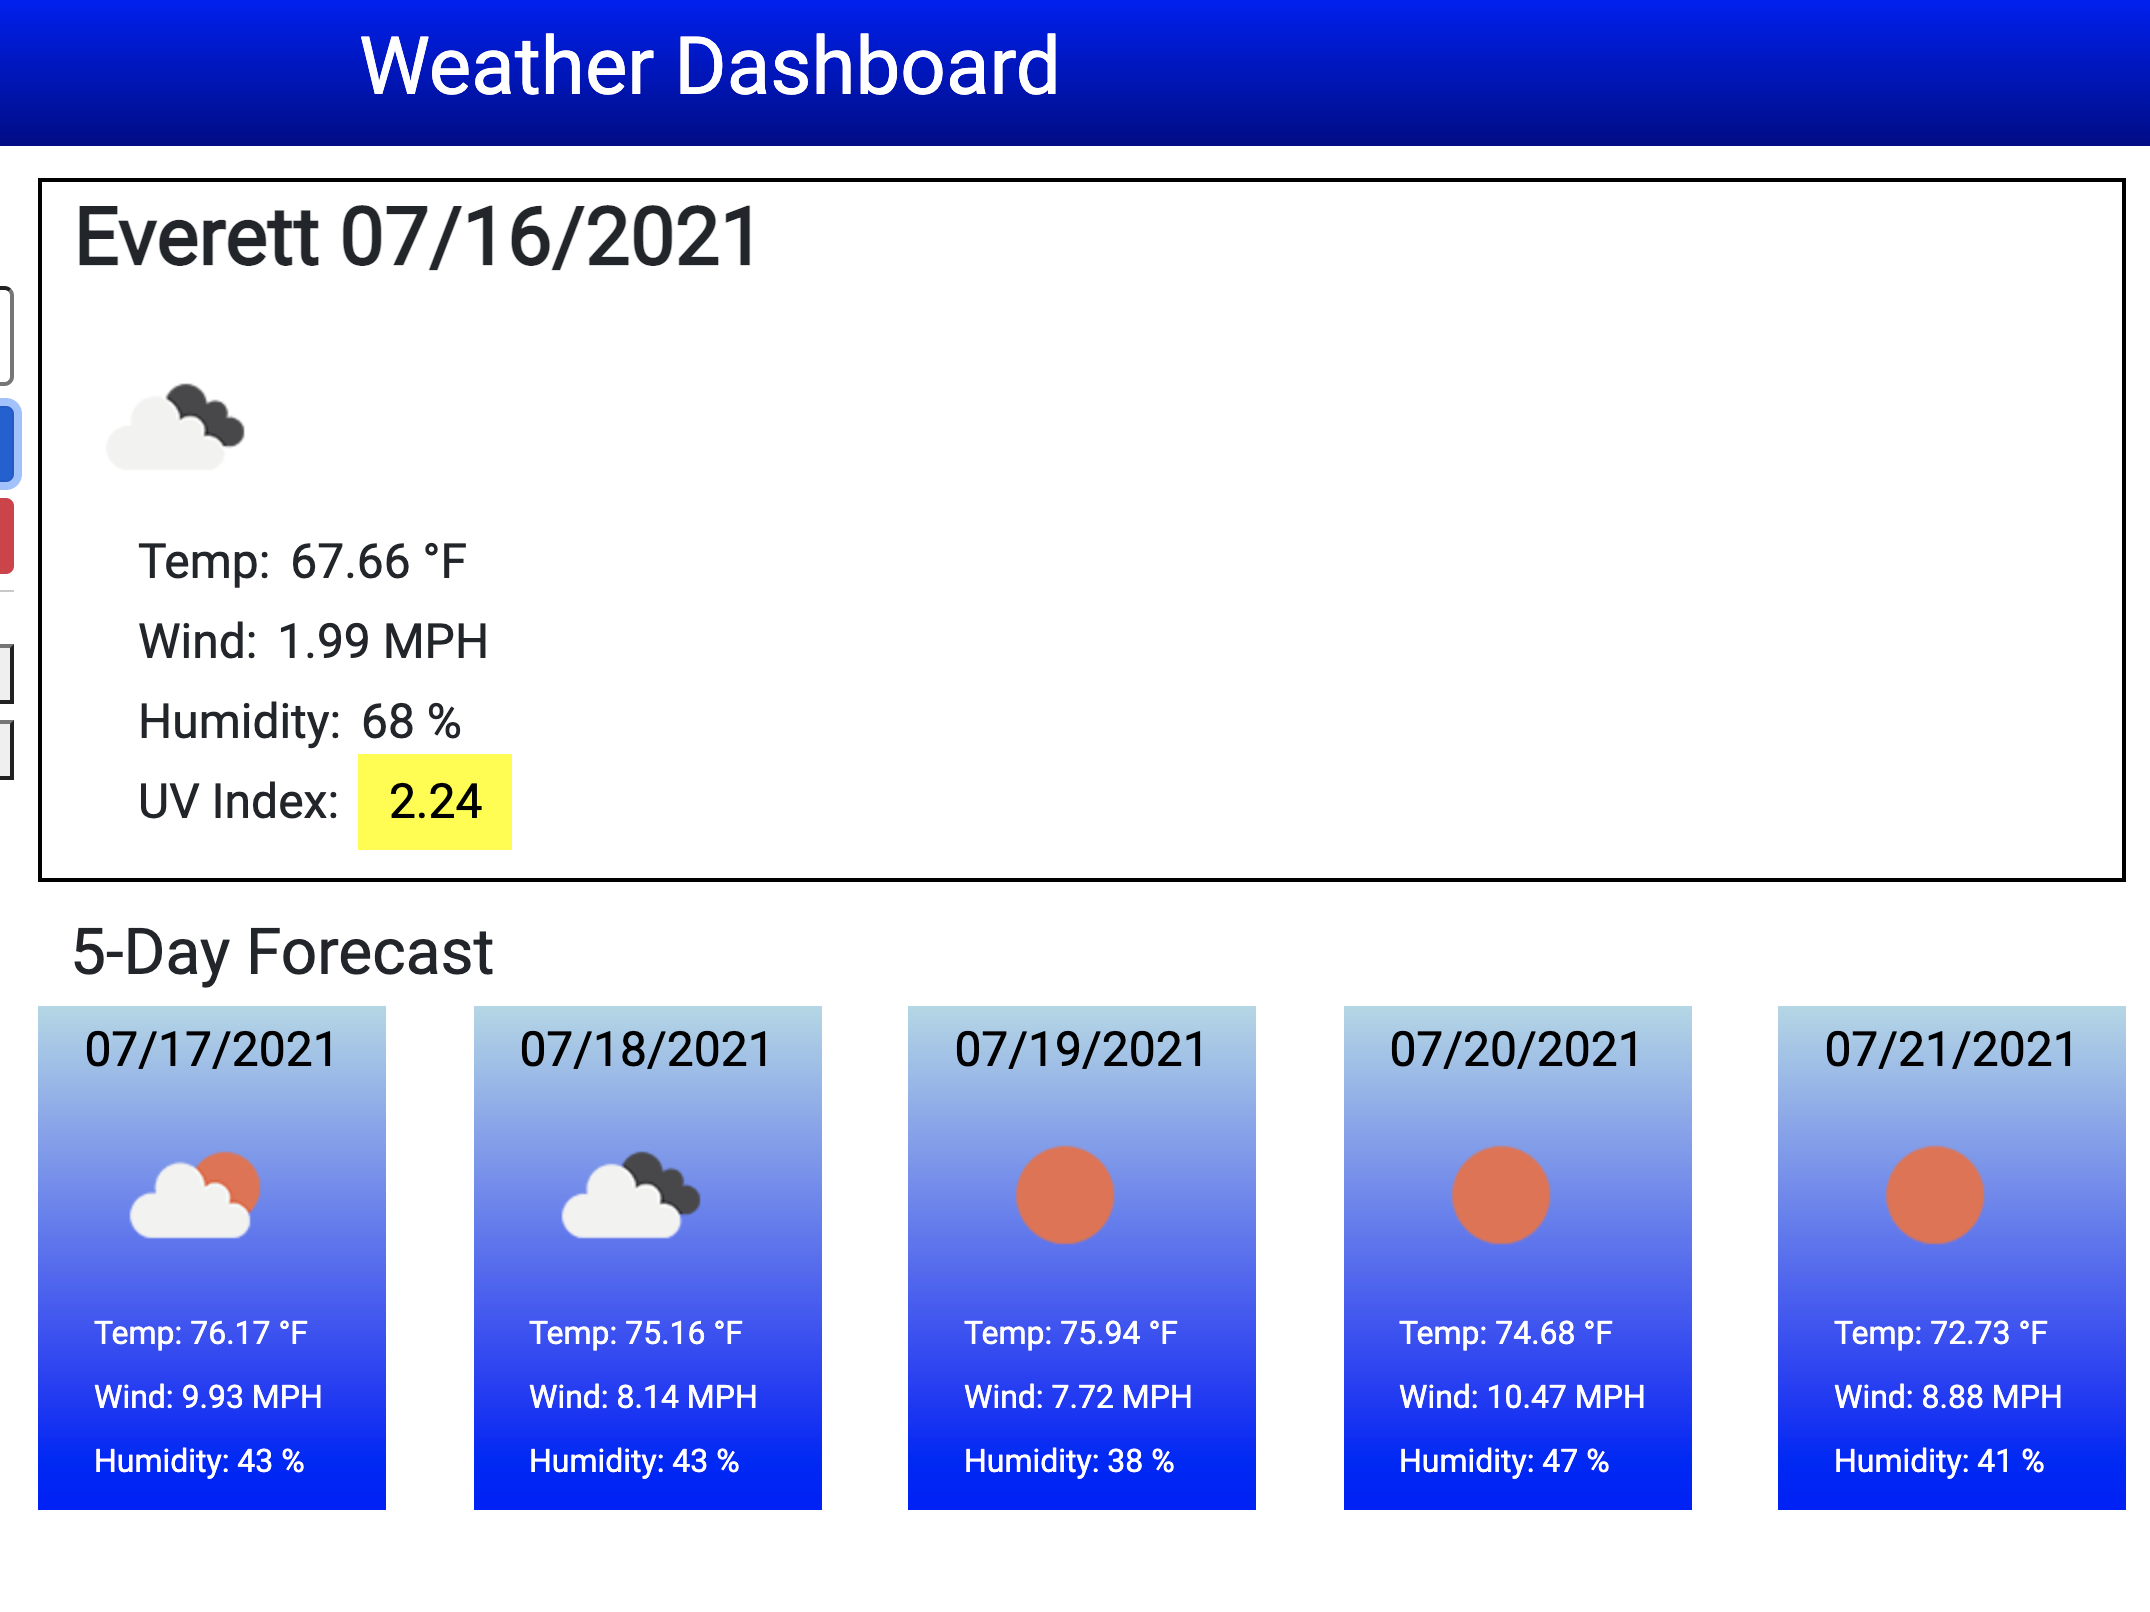 Weather Dashboard
Everett 07/16/2021
Temp: 67.66 °F
Wind: 1.99 MPH
Humidity: 68 %
UV Index: 2.24
5-Day Forecast
07/17/2021
Temp: 76.17 °F
Wind: 9.93 MPH
Humidity: 43 %
07/18/2021
Temp: 75.16 °F
Wind: 8.14 MPH
Humidity: 43 %
07/19/2021
Temp: 75.94 °F
Wind: 7.72 MPH
Humidity: 38 %
07/20/2021
Temp: 74.68 °F
Wind: 10.47 MPH
Humidity: 47 %
07/21/2021
Temp: 72.73 °F
Wind: 8.88 MPH
Humidity: 41 %